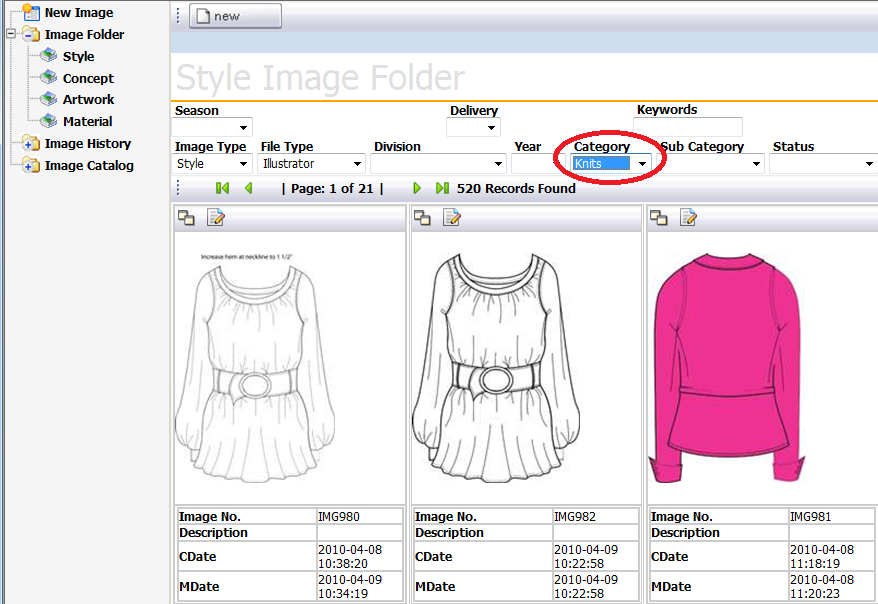 New Image
Image Folder
Style
Concept
Artwork
Material
Image History
Image Catalog
new
Style Image Folder
Season Delivery Keywords
Image Type File Type Division Year Category Sub Category Status
Style Illustrator Knits
| Page: 1 of 21 | 520 Records Found
Increase hem at neckline to 1 1/2"
Image No. IMG980
Description
CDate 2010-04-08 10:38:20
MDate 2010-04-09 10:34:19
Image No. IMG982
Description
CDate 2010-04-09 10:22:58
MDate 2010-04-09 10:22:58
Image No. IMG981
Description
CDate 2010-04-08 11:18:19
MDate 2010-04-08 11:20:23